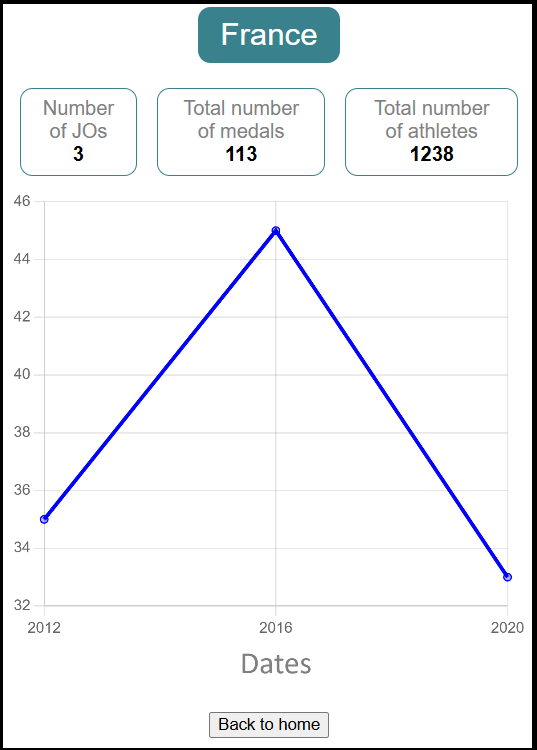 France
Number
of JOs
3
Total number
of medals
113
Total number
of athletes
1238
46
44
42
40
38
36
34
32
2012
2016
2020
Dates
Back to home